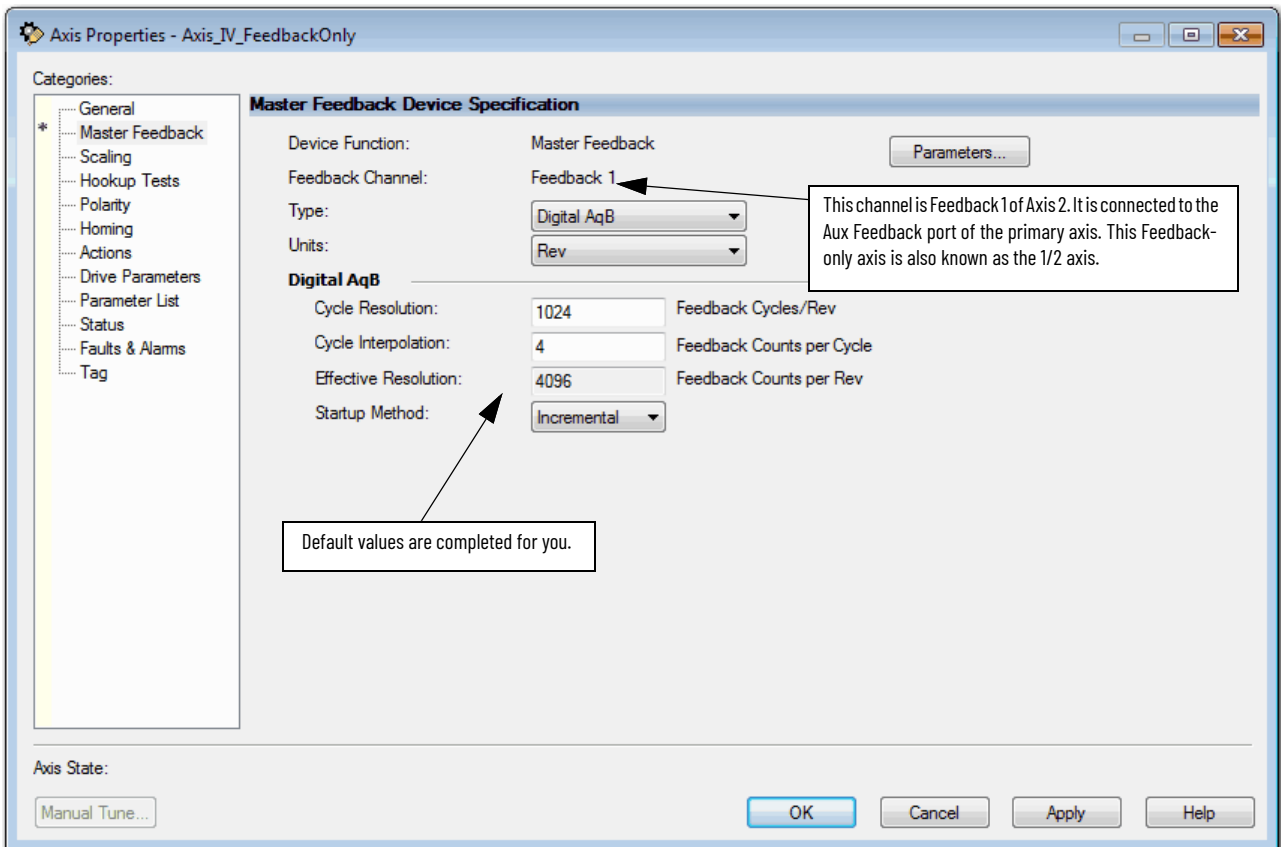 Axis Properties - Axis_IV_FeedbackOnly
Categories:
General
* Master Feedback
Scaling
Hookup Tests
Polarity
Homing
Actions
Drive Parameters
Parameter List
Status
Faults & Alarms
Tag
Master Feedback Device Specification
Device Function: Master Feedback Parameters...
Feedback Channel: Feedback 1
This channel is Feedback 1 of Axis 2. It is connected to the
Aux Feedback port of the primary axis. This Feedback-
only axis is also known as the 1/2 axis.
Type: Digital AqB
Units: Rev
Digital AqB
Cycle Resolution: 1024 Feedback Cycles/Rev
Cycle Interpolation: 4 Feedback Counts per Cycle
Effective Resolution: 4096 Feedback Counts per Rev
Startup Method: Incremental
Default values are completed for you.
Axis State:
Manual Tune... OK Cancel Apply Help